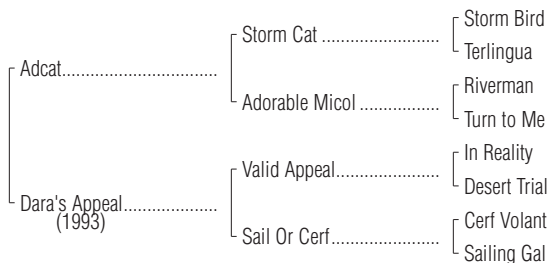 Storm Bird
Storm Cat ........................
Terlingua
Adcat................................
Riverman
Adorable Micol ................
Turn to Me
In Reality
Valid Appeal.....................
Desert Trial
Dara's Appeal...................
(1993)
Cerf Volant
Sail Or Cerf......................
Sailing Gal